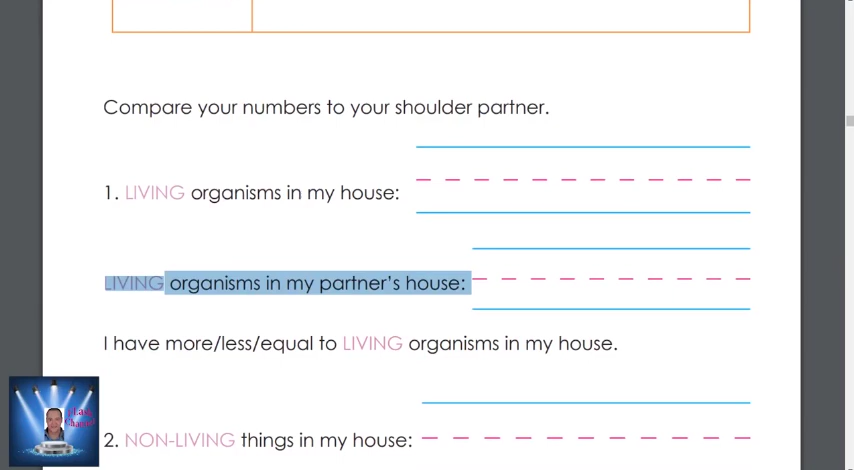 Compare your numbers to your shoulder partner.
1. LIVING organisms in my house:
LIVING organisms in my partner's house:
I have more/less/equal to LIVING organisms in my house.
2. NON-LIVING things in my house: